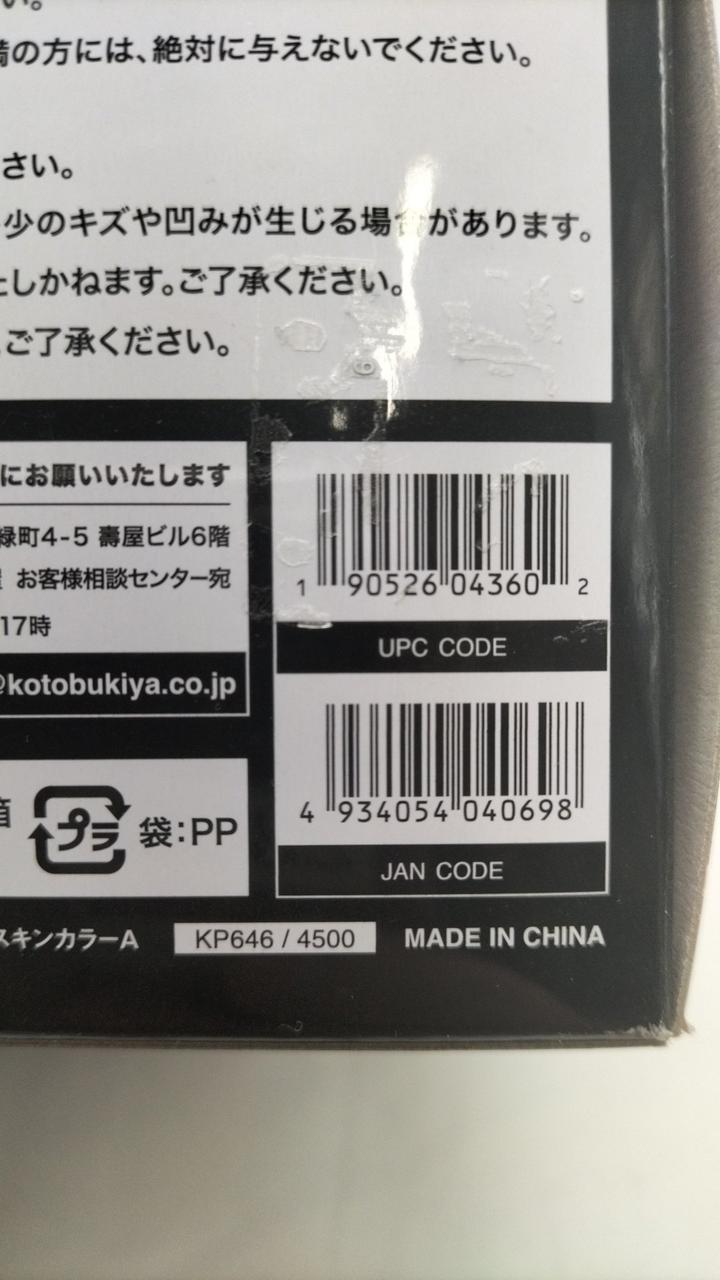 い。
の方には、絶対に与えないでください。
さい。
少のキズや凹みが生じる場合があります。
しかねます。ご了承ください。
ご了承ください。
にお願いいたします
緑町4-5 壽屋ビル6階
お客様相談センター宛
17時
@kotobukiya.co.jp
プラ 袋:PP
1 90526 04360 2
UPC CODE
4 934054 040698
JAN CODE
スキンカラーA KP646 / 4500 MADE IN CHINA